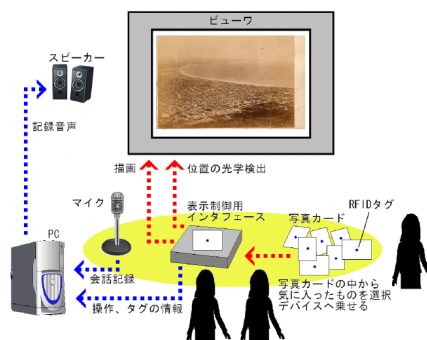 ビューワ
スピーカー
記録音声
描画
位置の光学検出
マイク
表示制御用
インタフェース
写真カード
RFIDタグ
PC
会話記録
操作、タグの情報
写真カードの中から
気に入ったものを選択
デバイスへ乗せる